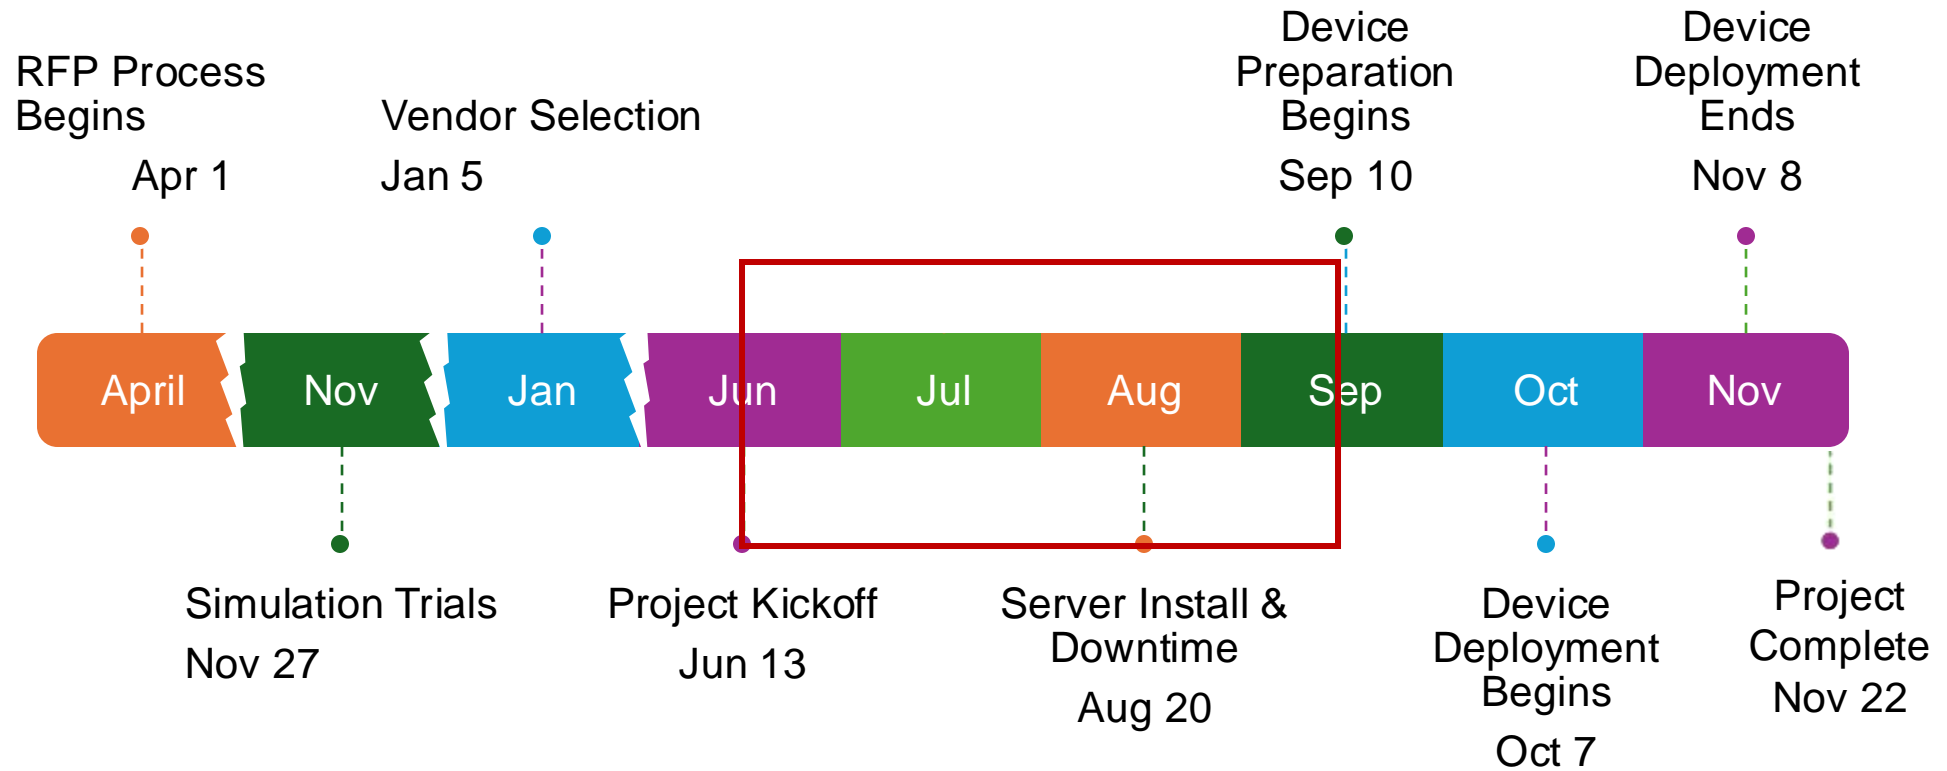 RFP Process
Begins
Apr 1
Vendor Selection
Jan 5
Device
Preparation
Begins
Sep 10
Device
Deployment
Ends
Nov 8
April
Nov
Jan
Jun
Jul
Aug
Sep
Oct
Nov
Simulation Trials
Nov 27
Project Kickoff
Jun 13
Server Install &
Downtime
Aug 20
Device
Deployment
Begins
Oct 7
Project
Complete
Nov 22